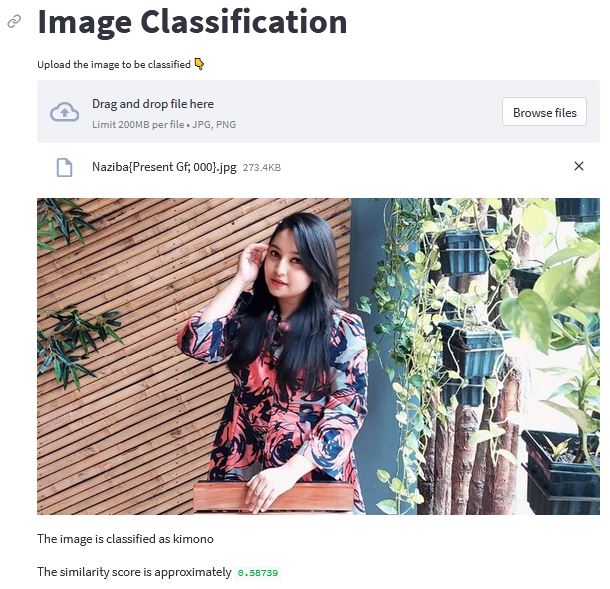 Image Classification
Upload the image to be classified 👇
Drag and drop file here
Limit 200MB per file • JPG, PNG
Browse files
Naziba{Present Gf; 000}.jpg 273.4KB
The image is classified as kimono
The similarity score is approximately 0.58739